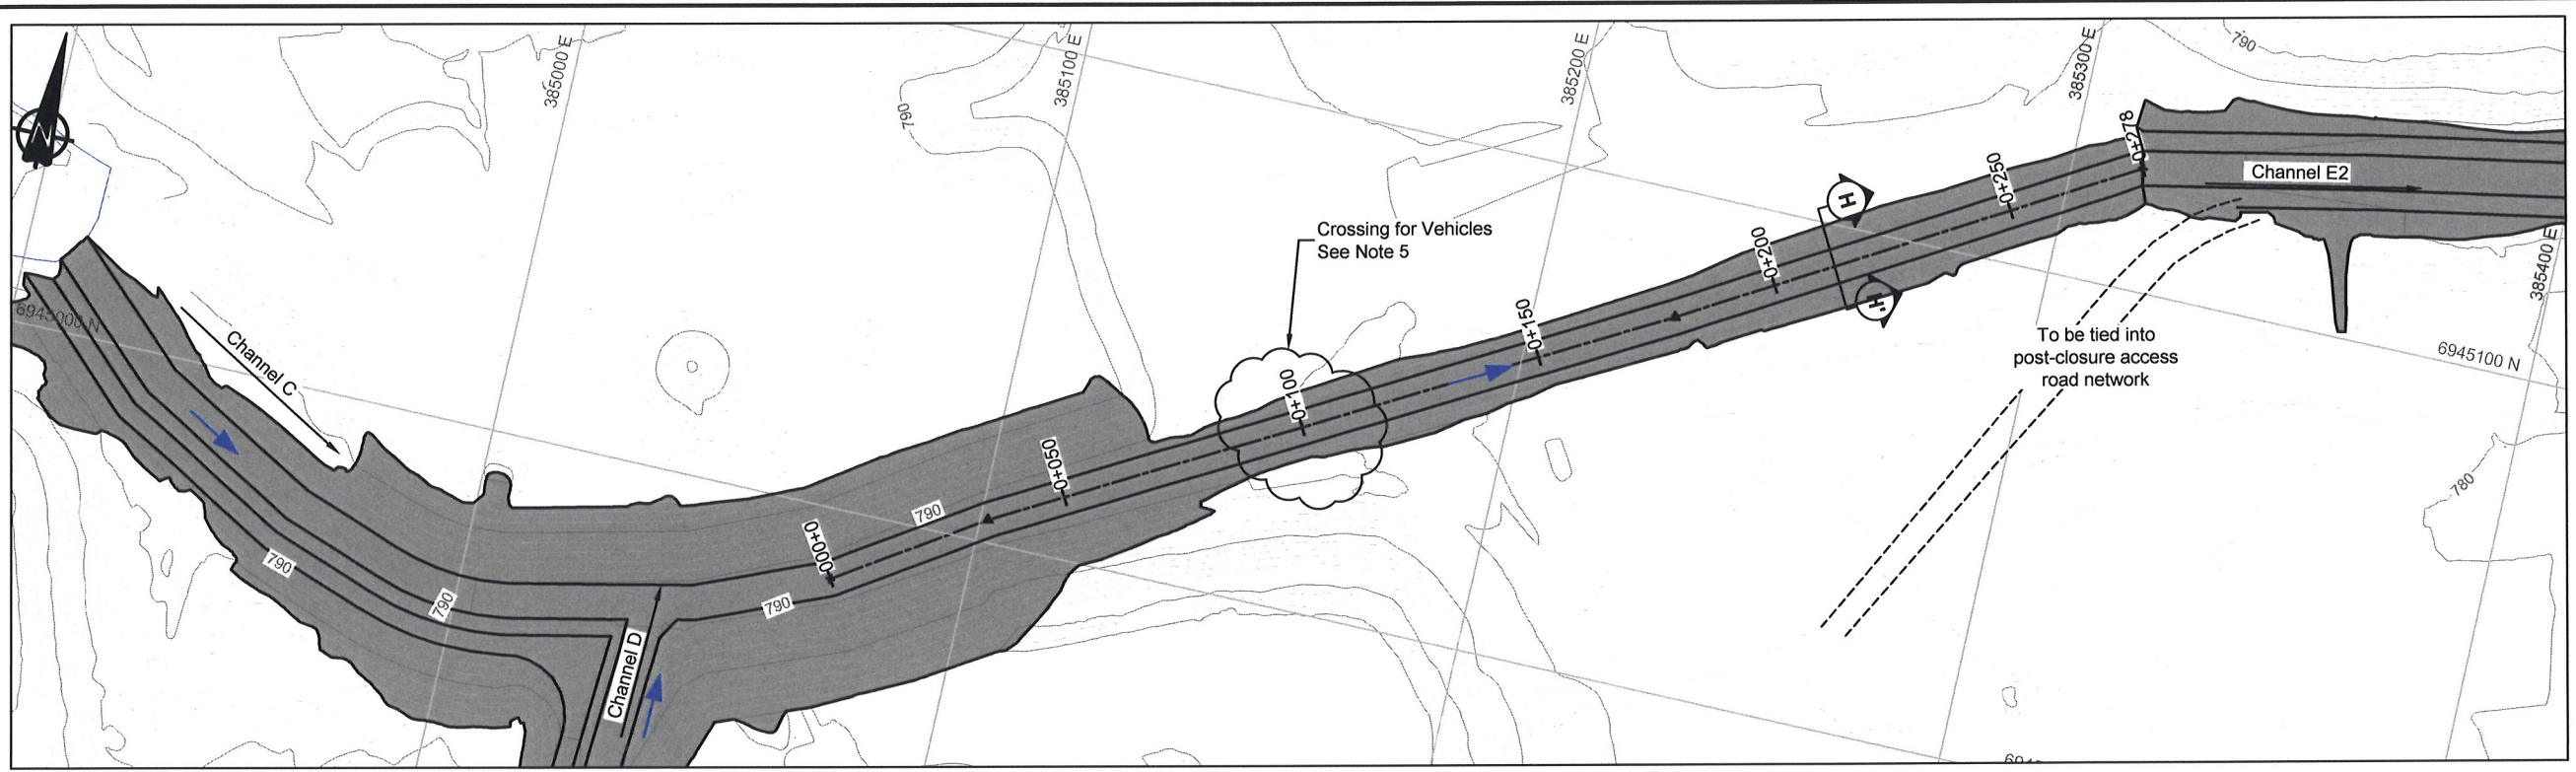 N
385000 E
385100 E
385200 E
385300 E
790
790
0+278
Channel E2
0+250
H
Crossing for Vehicles
See Note 5
0+200
385400 E
H'
0+150
6945000 N
To be tied into
post-closure access
road network
6945100 N
Channel C
0+100
0+050
780
790
0+000
790
790
790
Channel D